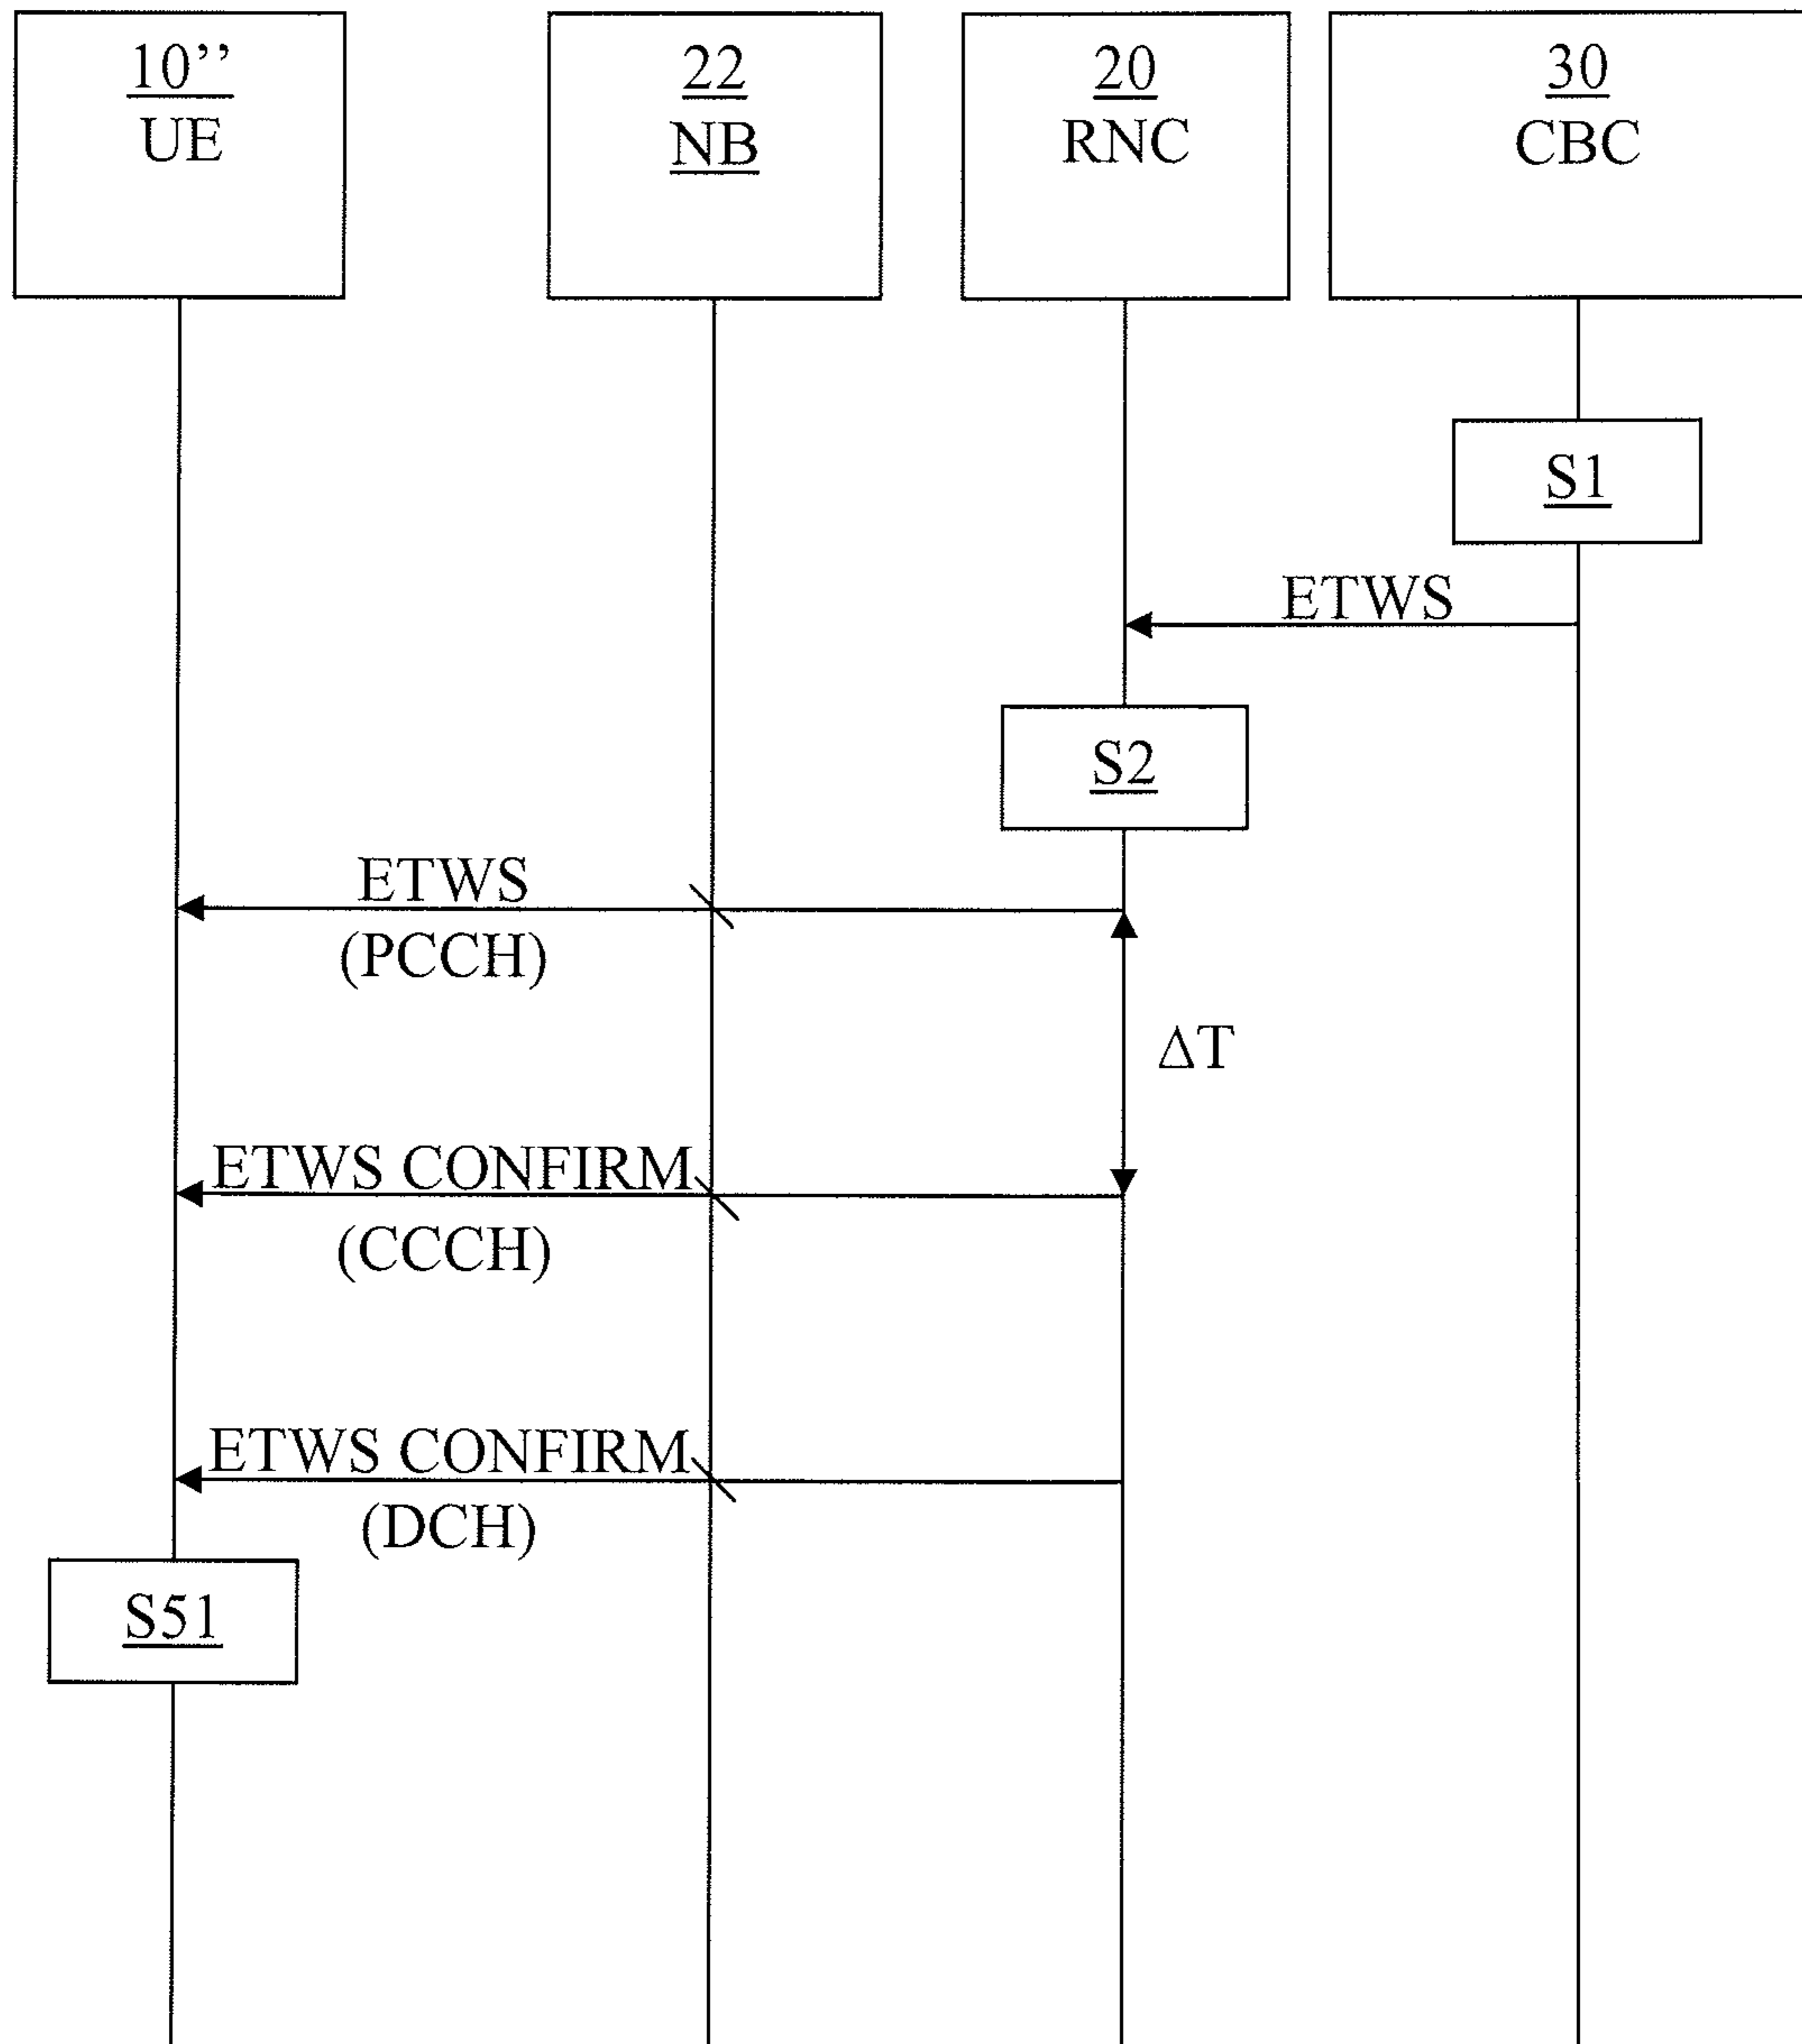 10’’
UE
22
NB
20
RNC
30
CBC
S1
ETWS
S2
ETWS
(PCCH)
ΔT
ETWS CONFIRM
(CCCH)
ETWS CONFIRM
(DCH)
S51